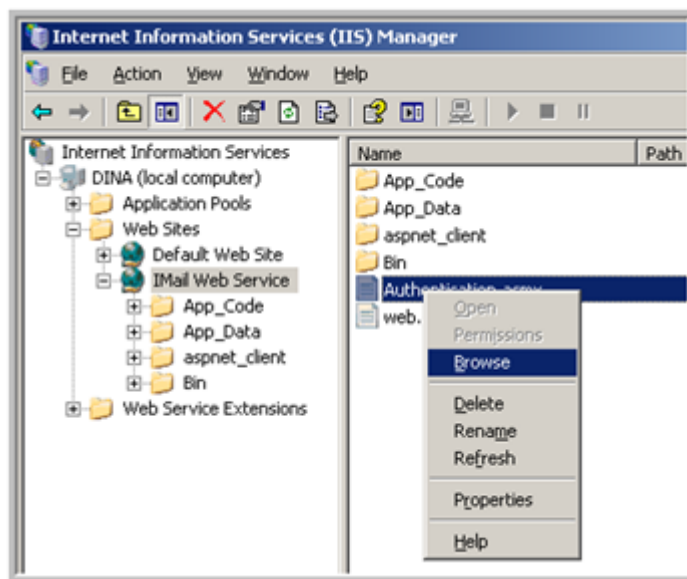 Internet Information Services (IIS) Manager
File Action View Window Help
Internet Information Services
DINA (local computer)
Application Pools
Web Sites
Default Web Site
IMail Web Service
App_Code
App_Data
aspnet_client
Bin
Web Service Extensions
Name Path
App_Code
App_Data
aspnet_client
Bin
web.
Open
Permissions
Browse
Delete
Rename
Refresh
Properties
Help